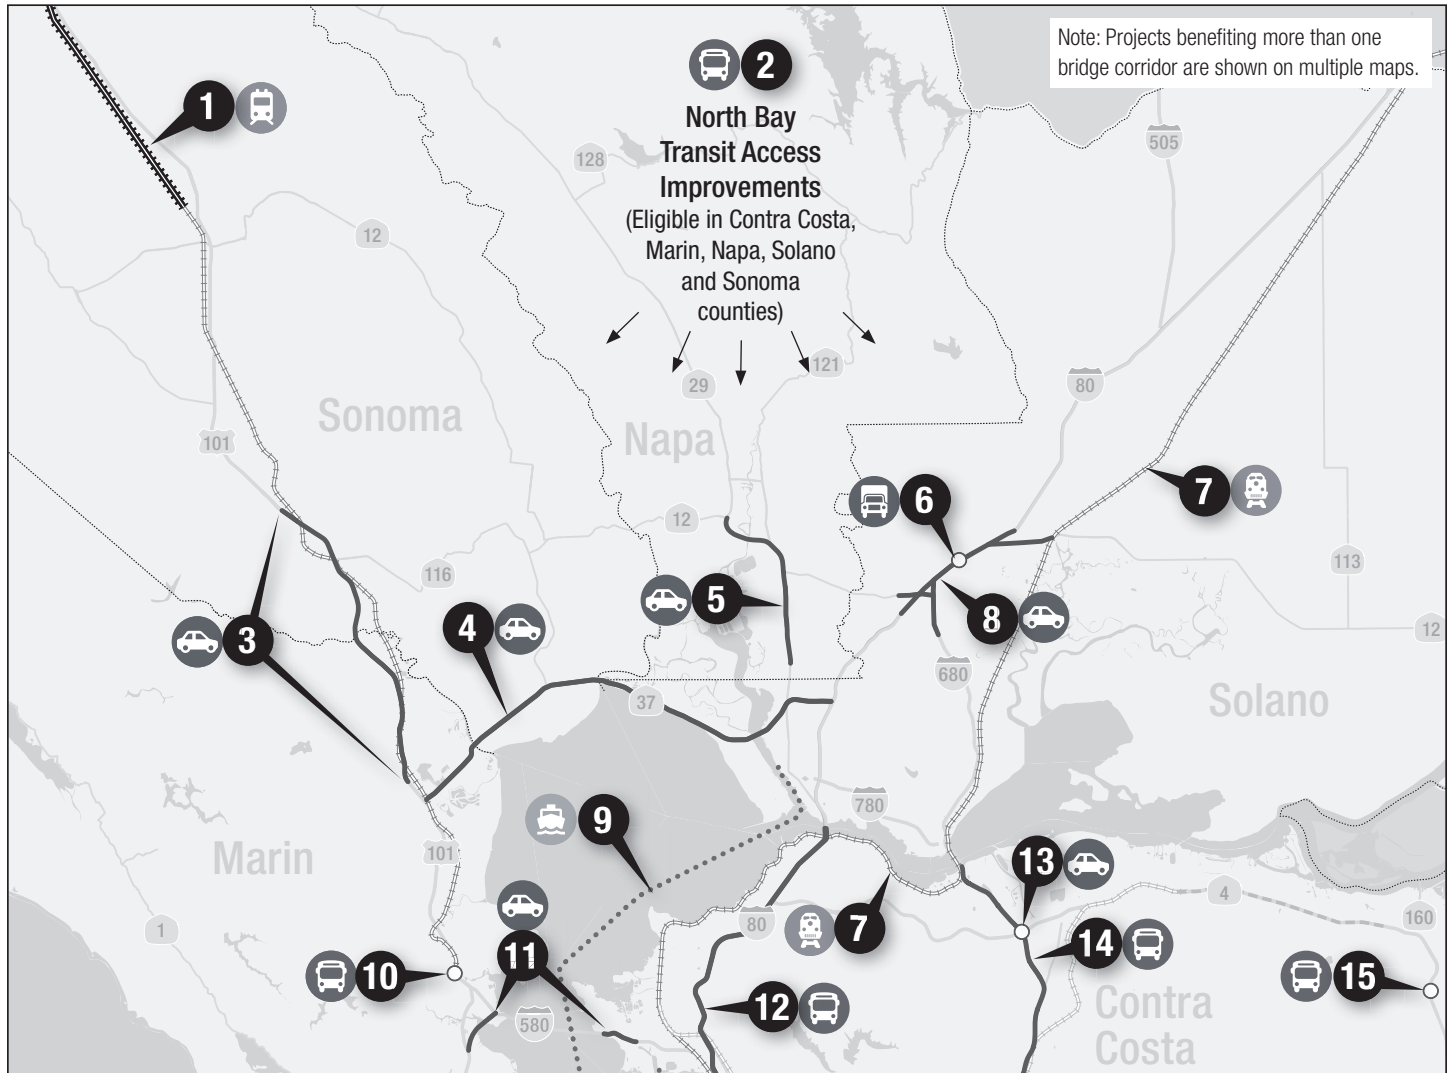 Note: Projects benefiting more than one
bridge corridor are shown on multiple maps.
2
1
North Bay
Transit Access
Improvements
(Eligible in Contra Costa,
Marin, Napa, Solano
and Sonoma
counties)
128
505
12
121
29
80
Sonoma
Napa
101
7
6
12
113
116
5
4
3
8
12
680
37
Solano
780
9
101
Marin
13
4
160
1
80
7
14
11
10
15
12
580
Contra
Costa